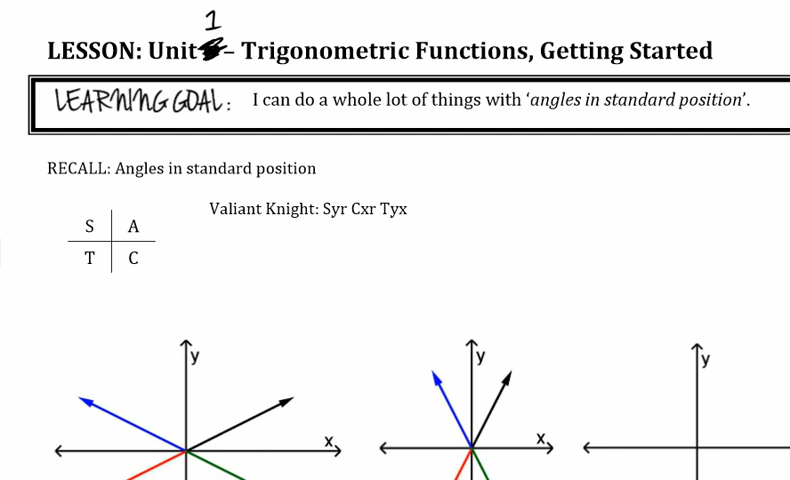 1
LESSON: Unit – Trigonometric Functions, Getting Started
LEARNING GOAL: I can do a whole lot of things with ‘angles in standard position’.
RECALL: Angles in standard position
Valiant Knight: Syr Cxr Tyx
S A
T C
y y y
x x